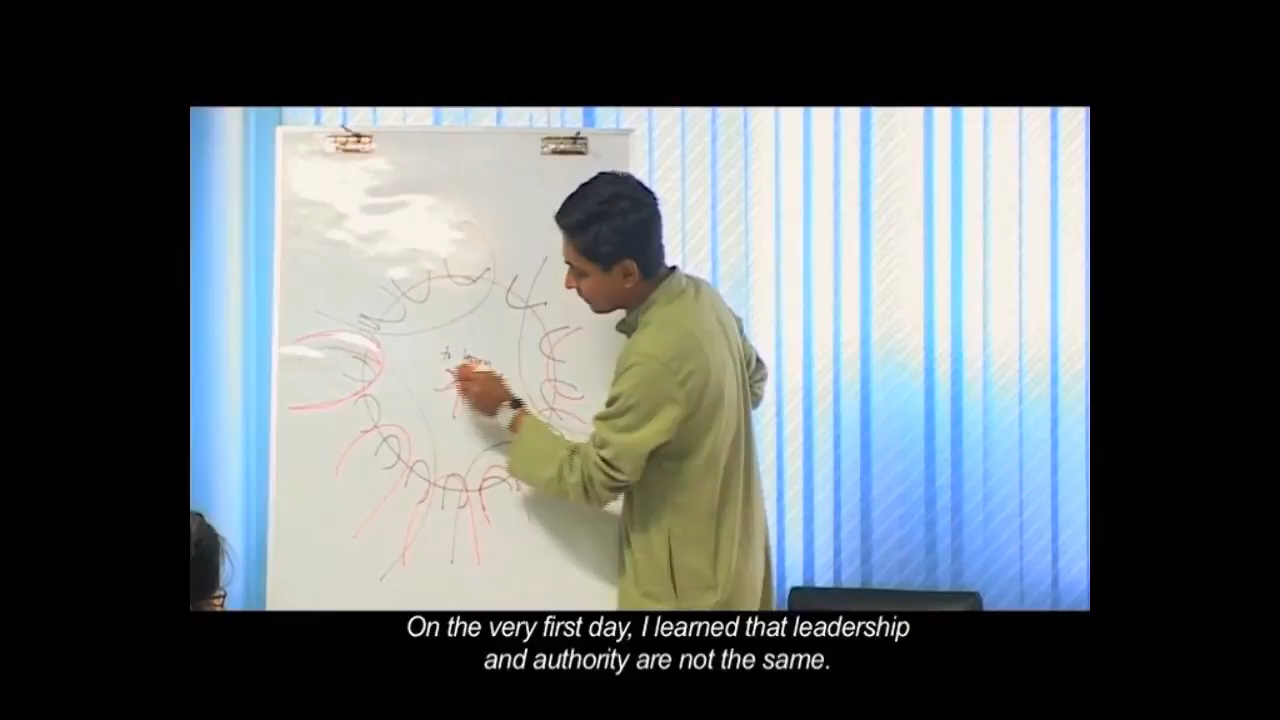 On the very first day, I learned that leadership
and authority are not the same.